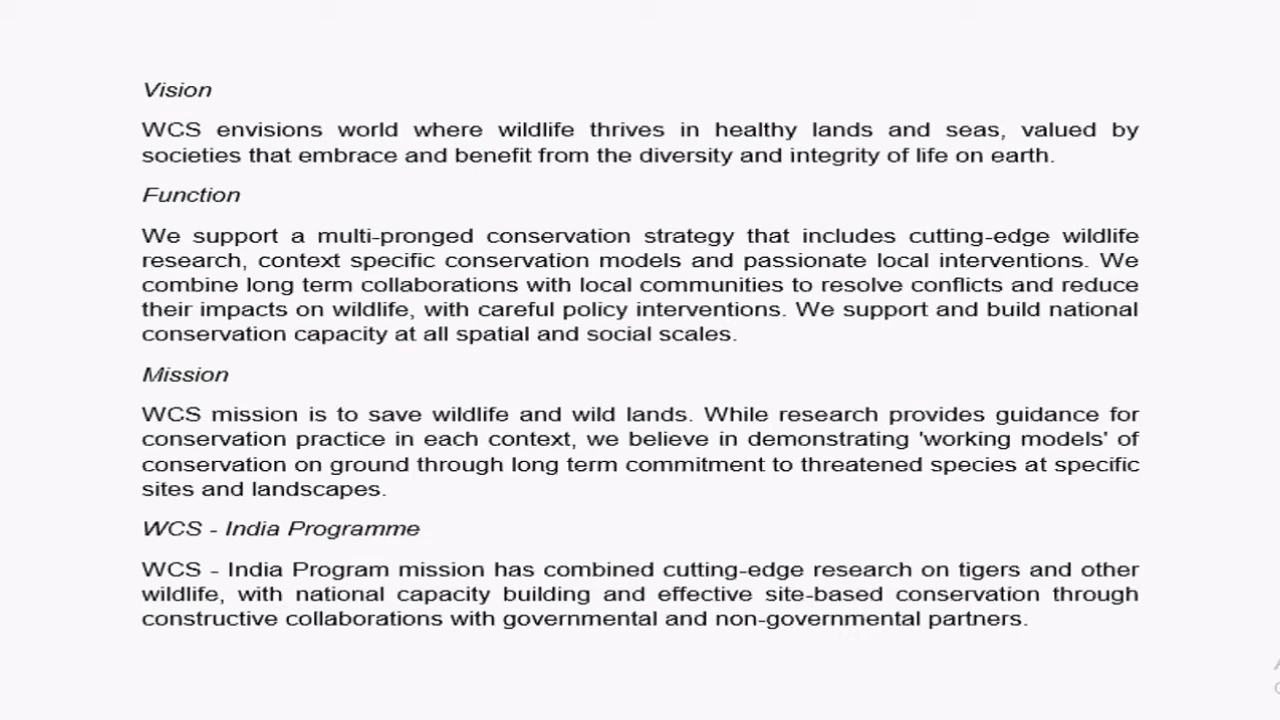 Vision
WCS envisions world where wildlife thrives in healthy lands and seas, valued by
societies that embrace and benefit from the diversity and integrity of life on earth.
Function
We support a multi-pronged conservation strategy that includes cutting-edge wildlife
research, context specific conservation models and passionate local interventions. We
combine long term collaborations with local communities to resolve conflicts and reduce
their impacts on wildlife, with careful policy interventions. We support and build national
conservation capacity at all spatial and social scales.
Mission
WCS mission is to save wildlife and wild lands. While research provides guidance for
conservation practice in each context, we believe in demonstrating 'working models' of
conservation on ground through long term commitment to threatened species at specific
sites and landscapes.
WCS - India Programme
WCS - India Program mission has combined cutting-edge research on tigers and other
wildlife, with national capacity building and effective site-based conservation through
constructive collaborations with governmental and non-governmental partners.